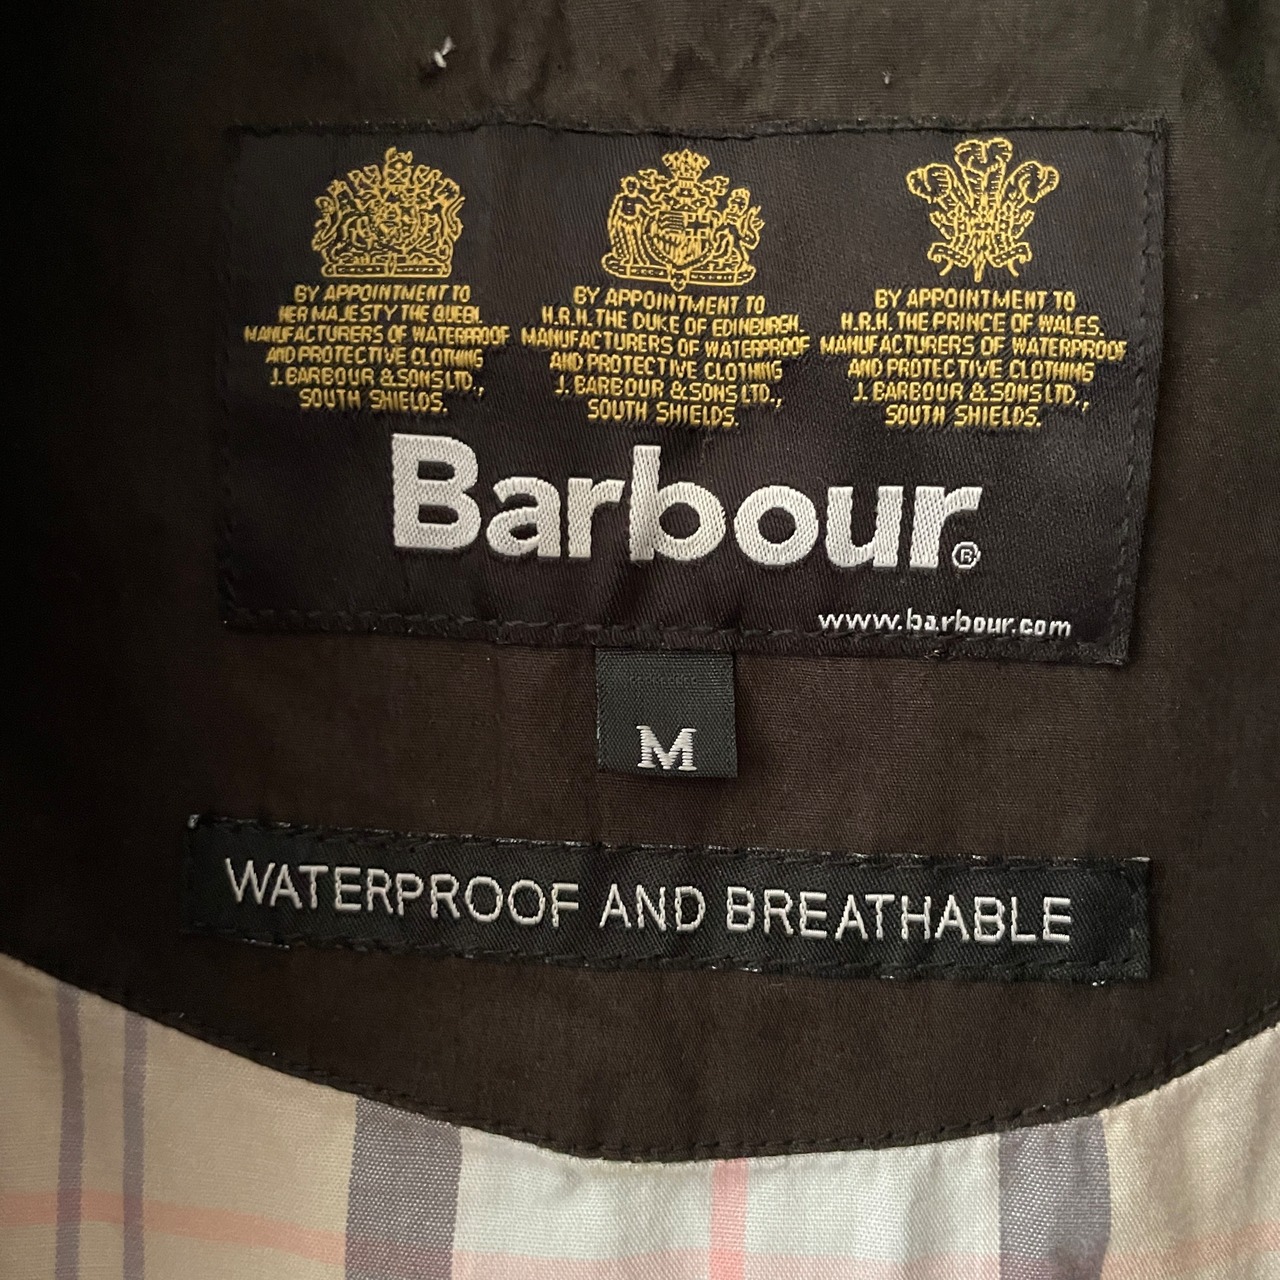 BY APPOINTMENT TO
HER MAJESTY THE QUEEN.
MANUFACTURERS OF WATERPROOF
AND PROTECTIVE CLOTHING
J. BARBOUR & SONS LTD.,
SOUTH SHIELDS.
BY APPOINTMENT TO
H.R.H. THE DUKE OF EDINBURGH.
MANUFACTURERS OF WATERPROOF
AND PROTECTIVE CLOTHING
J. BARBOUR & SONS LTD.,
SOUTH SHIELDS.
BY APPOINTMENT TO
H.R.H. THE PRINCE OF WALES.
MANUFACTURERS OF WATERPROOF
AND PROTECTIVE CLOTHING
J. BARBOUR & SONS LTD.,
SOUTH SHIELDS.
Barbour®
www.barbour.com
M
WATERPROOF AND BREATHABLE